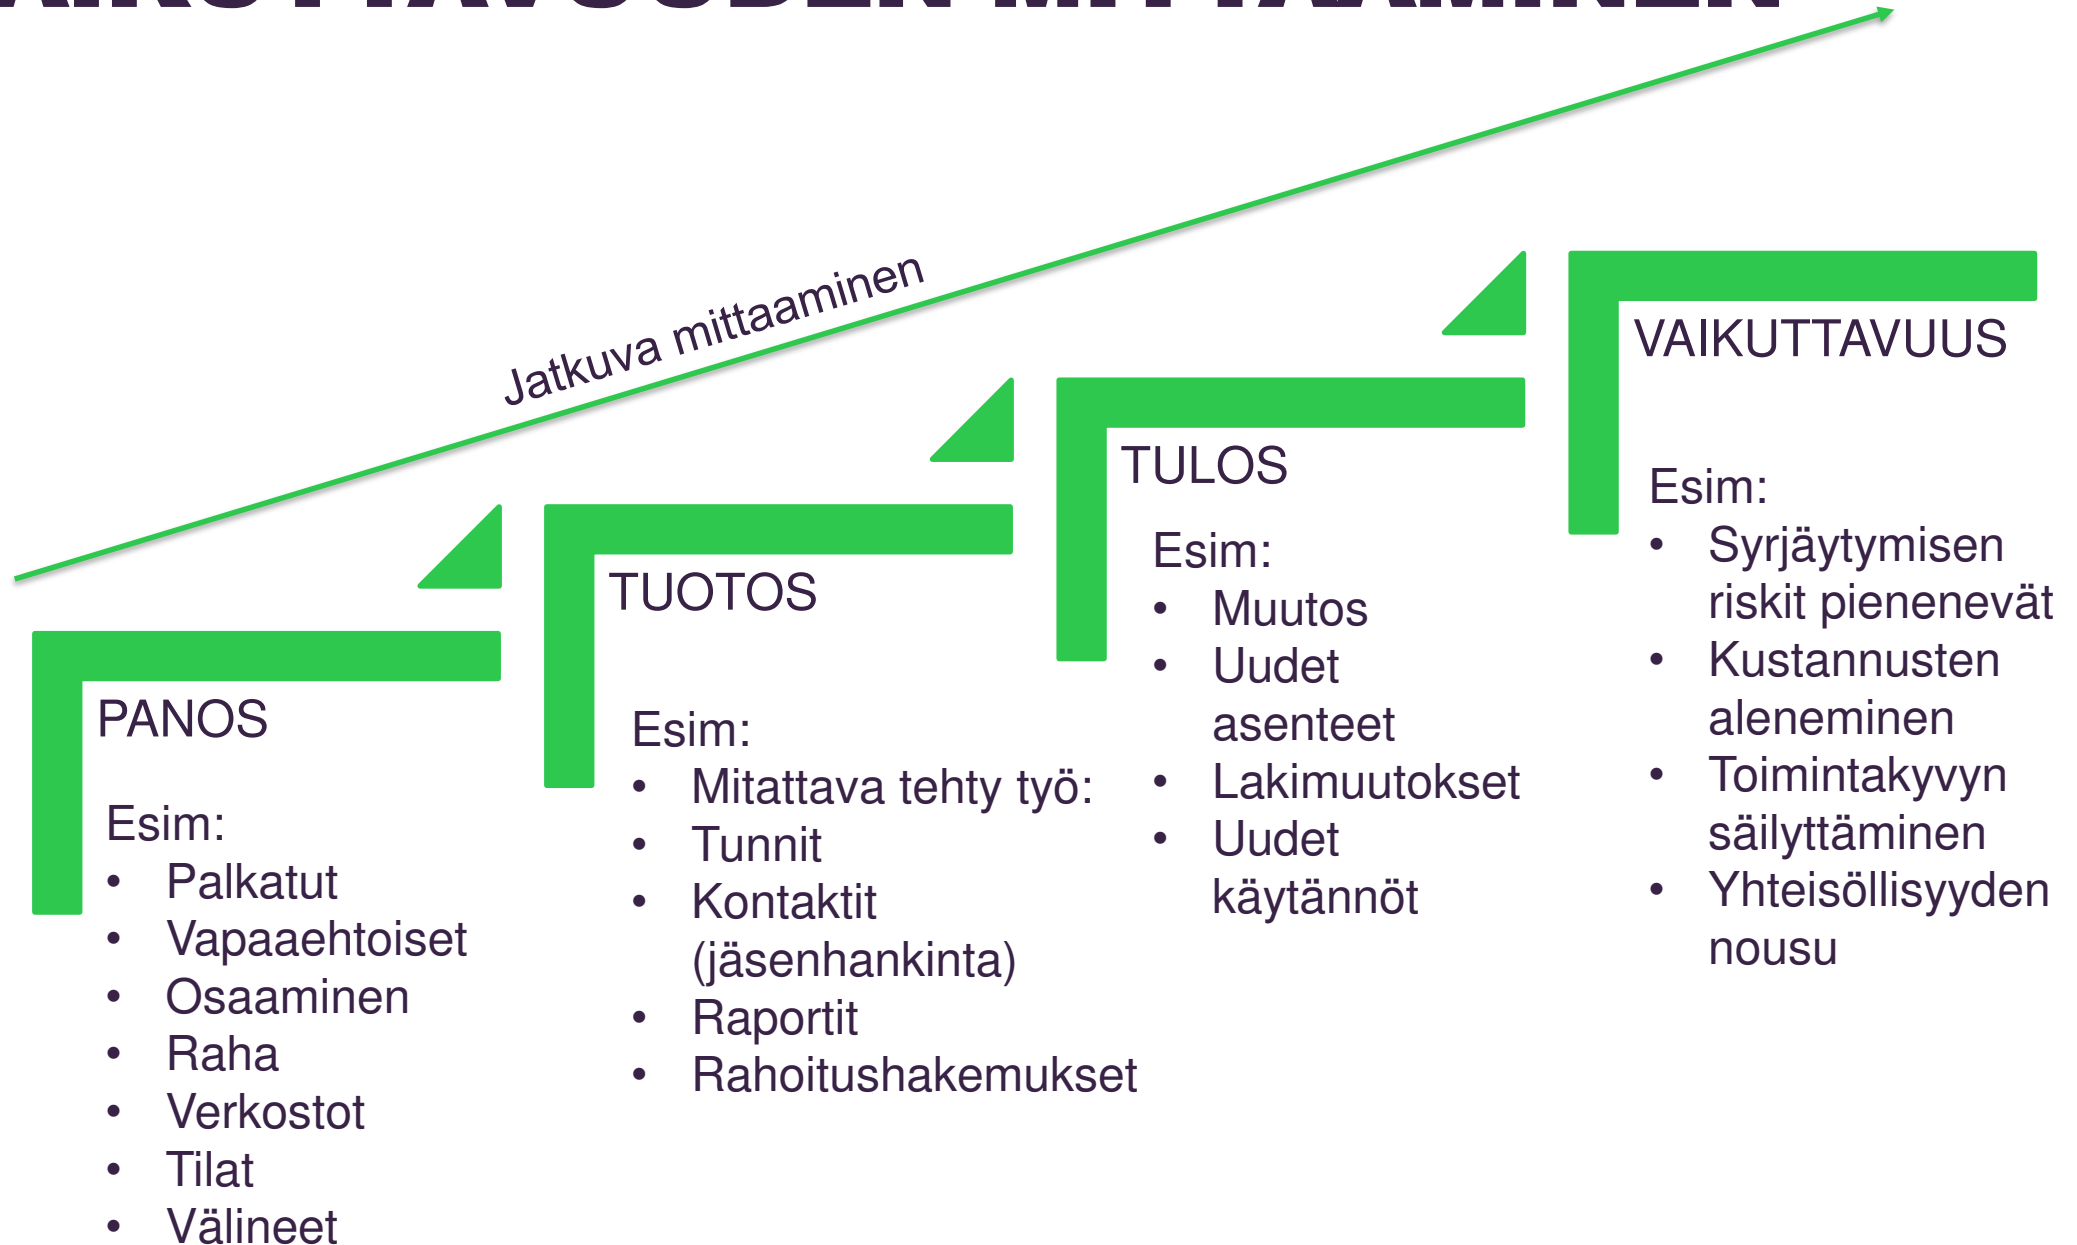 AIKUTTAVUUDEN MITTAAMINEN
Jatkuva mittaaminen
PANOS
Esim:
• Palkatut
• Vapaaehtoiset
• Osaaminen
• Raha
• Verkostot
• Tilat
• Välineet
TUOTOS
Esim:
• Mitattava tehty työ:
• Tunnit
• Kontaktit
(jäsenhankinta)
• Raportit
• Rahoitushakemukset
TULOS
Esim:
• Muutos
• Uudet
asenteet
• Lakimuutokset
• Uudet
käytännöt
VAIKUTTAVUUS
Esim:
• Syrjäytymisen
riskit pienenevät
• Kustannusten
aleneminen
• Toimintakyvyn
säilyttäminen
• Yhteisöllisyyden
nousu